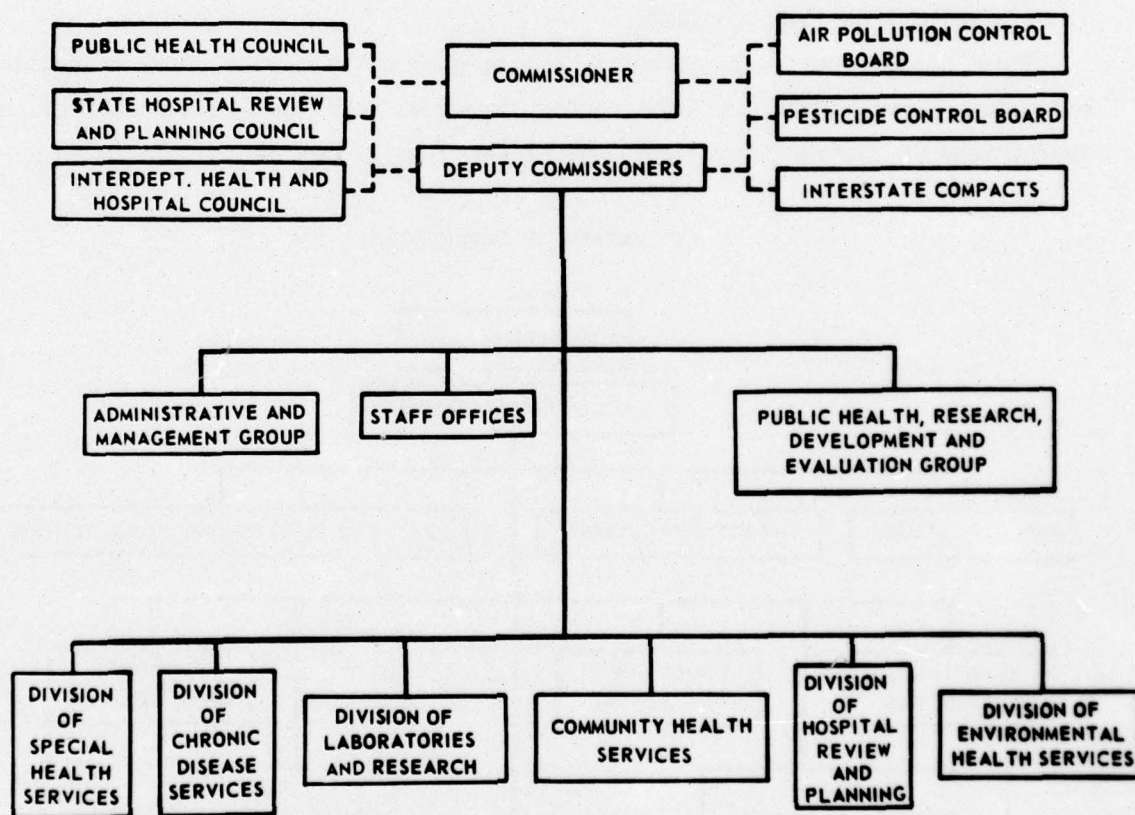 PUBLIC HEALTH COUNCIL
COMMISSIONER
AIR POLLUTION CONTROL
BOARD
STATE HOSPITAL REVIEW
AND PLANNING COUNCIL
PESTICIDE CONTROL BOARD
INTERDEPT. HEALTH AND
HOSPITAL COUNCIL
DEPUTY COMMISSIONERS
INTERSTATE COMPACTS
ADMINISTRATIVE AND
MANAGEMENT GROUP
STAFF OFFICES
PUBLIC HEALTH, RESEARCH,
DEVELOPMENT AND
EVALUATION GROUP
DIVISION
OF
SPECIAL
HEALTH
SERVICES
DIVISION
OF
CHRONIC
DISEASE
SERVICES
DIVISION OF
LABORATORIES
AND RESEARCH
COMMUNITY HEALTH
SERVICES
DIVISION
OF
HOSPITAL
REVIEW
AND
PLANNING
DIVISION OF
ENVIRONMENTAL
HEALTH SERVICES